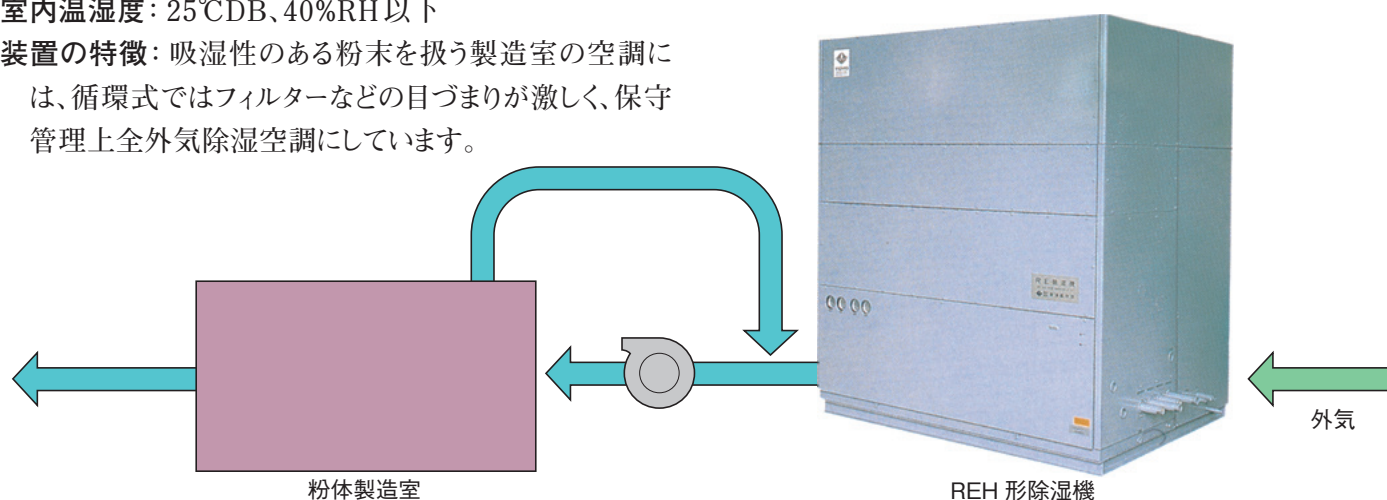 室内温湿度：25℃DB、40%RH以下
装置の特徴：吸湿性のある粉末を扱う製造室の空調に
は、循環式ではフィルターなどの目づまりが激しく、保守
管理上全外気除湿空調にしています。
外気
粉体製造室
REH 形除湿機